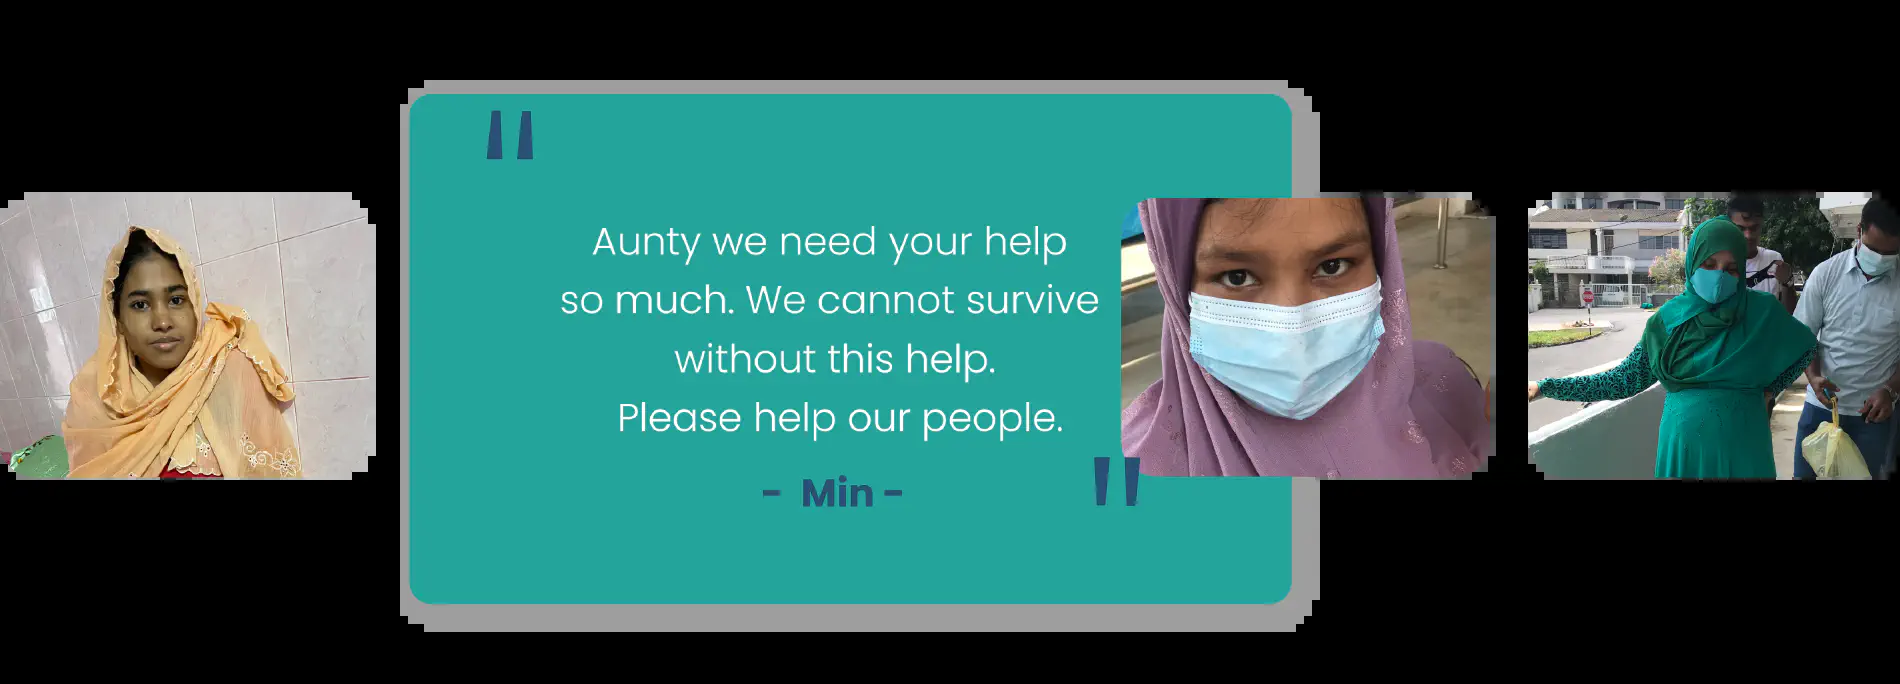 "
Aunty we need your help
so much. We cannot survive
without this help.
Please help our people.
- Min -
"